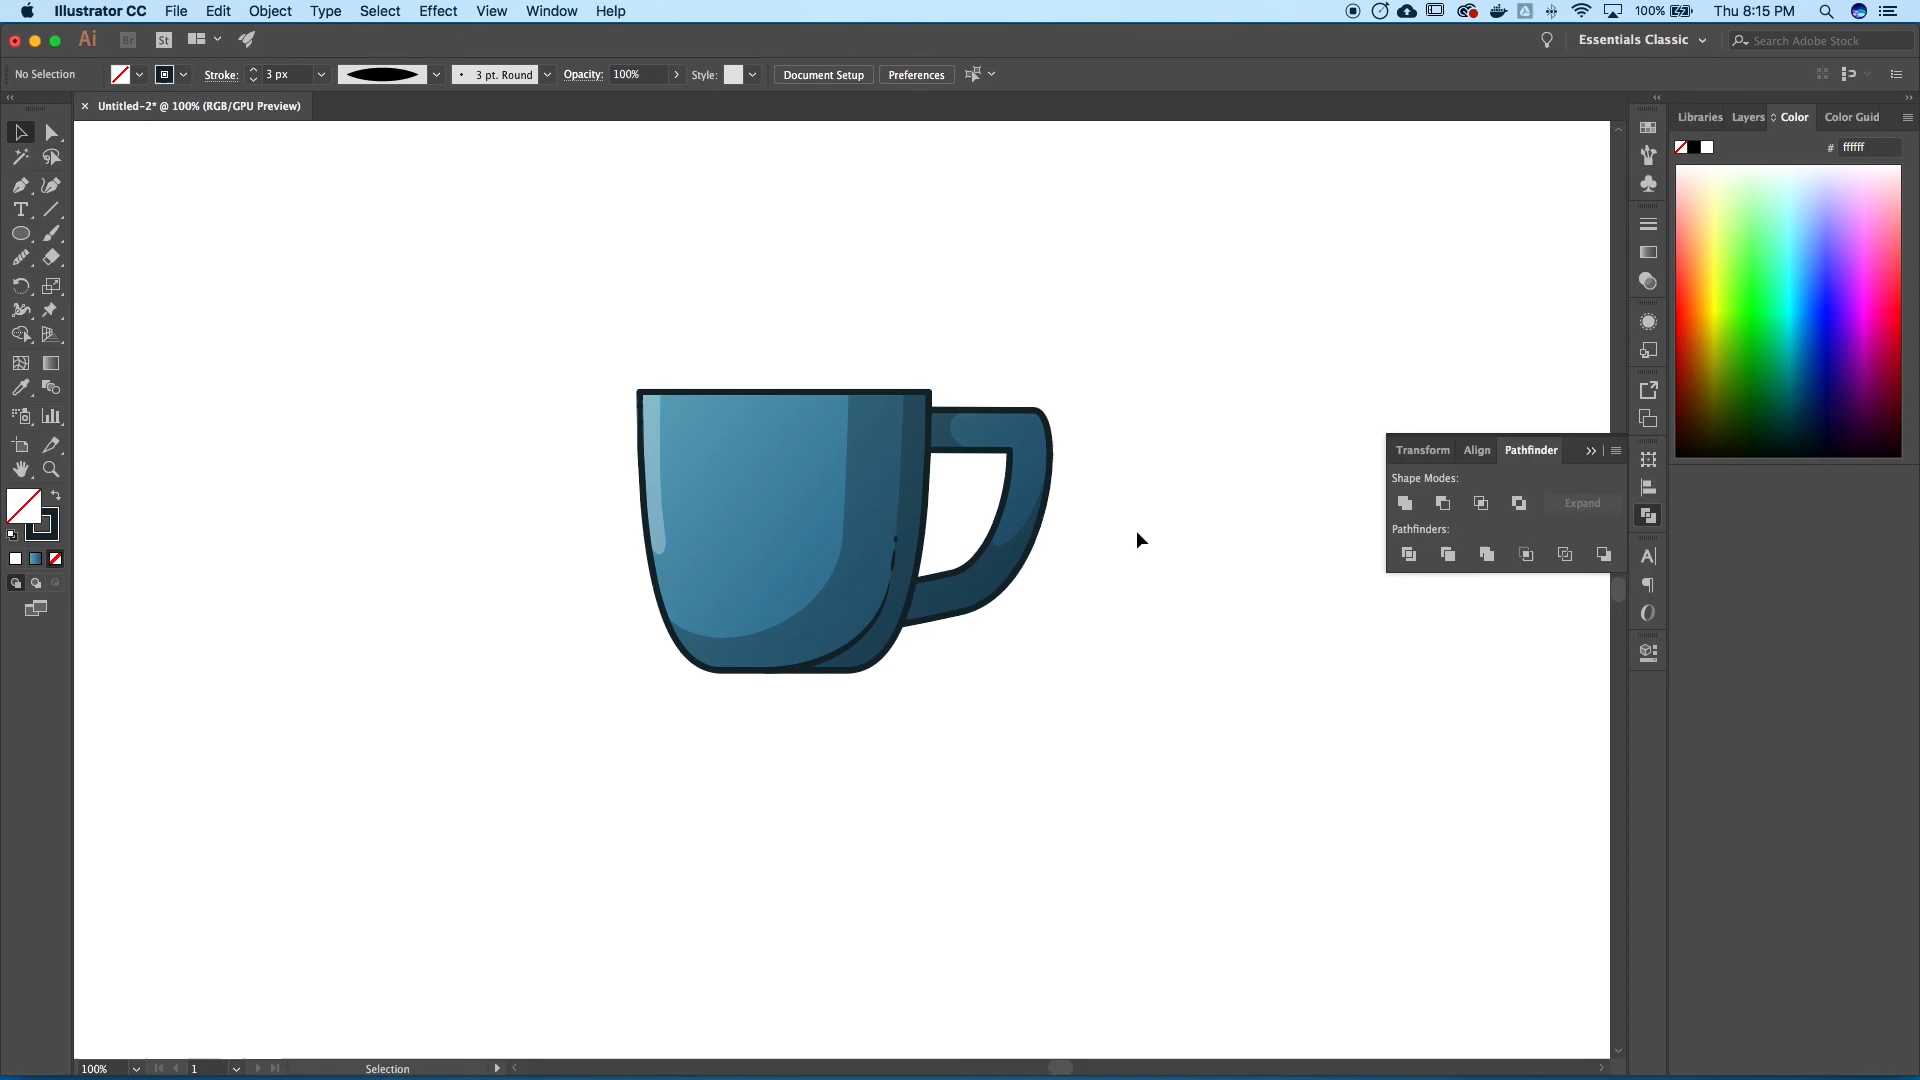 Illustrator CC File Edit Object Type Select Effect View Window Help 100% Thu 8:15 PM
Ai Br St Essentials Classic Search Adobe Stock
No Selection Stroke: 3 px 3 pt. Round Opacity: 100% Style: Document Setup Preferences
× Untitled-2* @ 100% (RGB/GPU Preview)
Libraries Layers Color Color Guid
# ffffff
Transform Align Pathfinder
Shape Modes:
Expand
Pathfinders:
100% 1 Selection